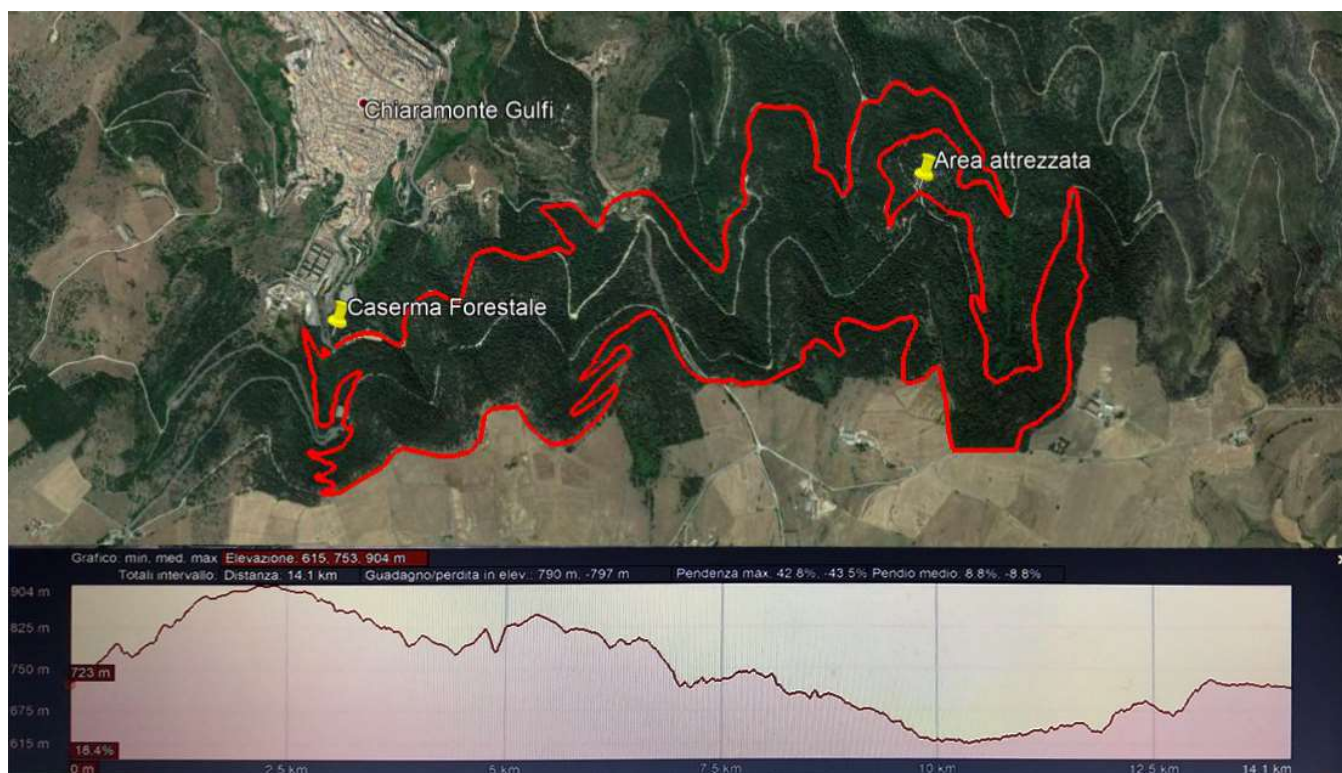 Chiaramonte Gulfi
Area attrezzata
Caserma Forestale
Grafico: min, med, max Elevazione: 615, 753, 904 m
Totali intervallo: Distanza: 14.1 km Guadagno/perdita in elev.: 790 m, -797 m Pendenza max: 42.8%, -43.5% Pendio medio: 8.8%, -8.8%
904 m
825 m
750 m
723 m
675 m
615 m
18.4%
0 m 2.5 km 5 km 7.5 km 10 km 12.5 km 14.1 km